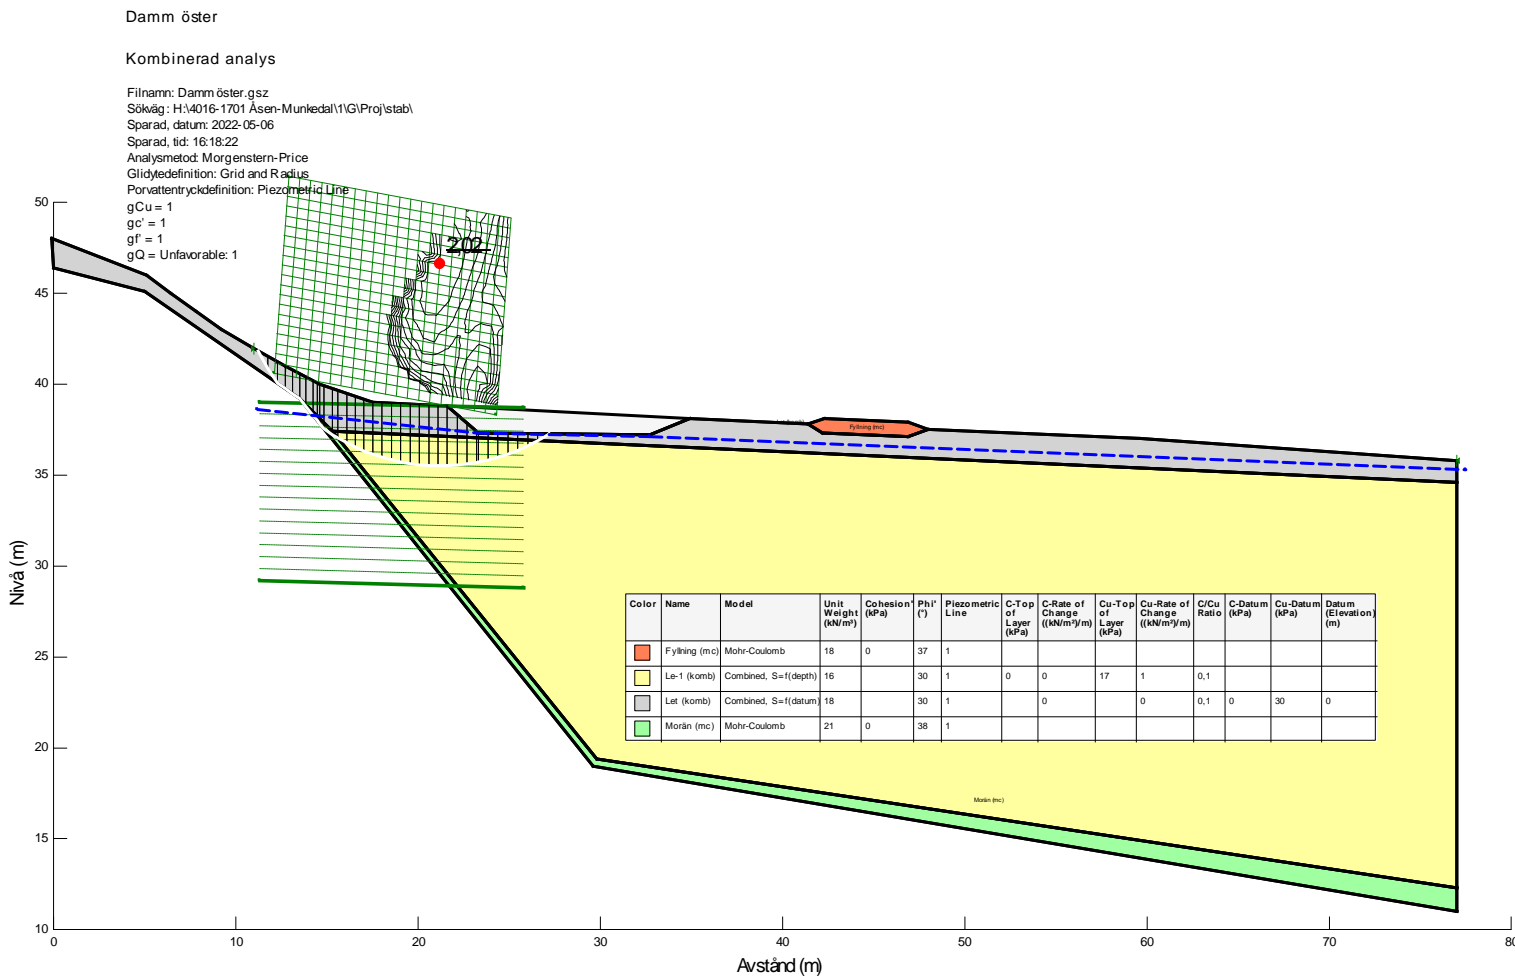 Damm öster
Kombinerad analys
Filnamn: Damm öster.gsz
Sökväg: H:\4016-1701 Åsen-Munkedal\1\G\Proj\stab\
Sparad, datum: 2022-05-06
Sparad, tid: 16:18:22
Analysmetod: Morgenstern-Price
Glidytedefinition: Grid and Radius
Porvattentryckdefinition: Piezometric Line
gCu = 1
gc' = 1
gf' = 1
gQ = Unfavorable: 1
2,02
50
45
40
35
30
25
20
15
10
Nivå (m)
Fyllning (mc)
Color Name Model Unit Weight (kN/m³) Cohesion' (kPa) Phi' (°) Piezometric Line C-Top of Layer (kPa) C-Rate of Change ((kN/m²)/m) Cu-Top of Layer (kPa) Cu-Rate of Change ((kN/m²)/m) C/Cu Ratio C-Datum (kPa) Cu-Datum (kPa) Datum (Elevation) (m)
Fyllning (mc) Mohr-Coulomb 18 0 37 1
Le-1 (komb) Combined, S=f(depth) 16 30 1 0 0 17 1 0,1
Let (komb) Combined, S=f(datum) 18 30 1 0 0 0,1 0 30 0
Morän (mc) Mohr-Coulomb 21 0 38 1
Morän (mc)
0 10 20 30 40 50 60 70 80
Avstånd (m)